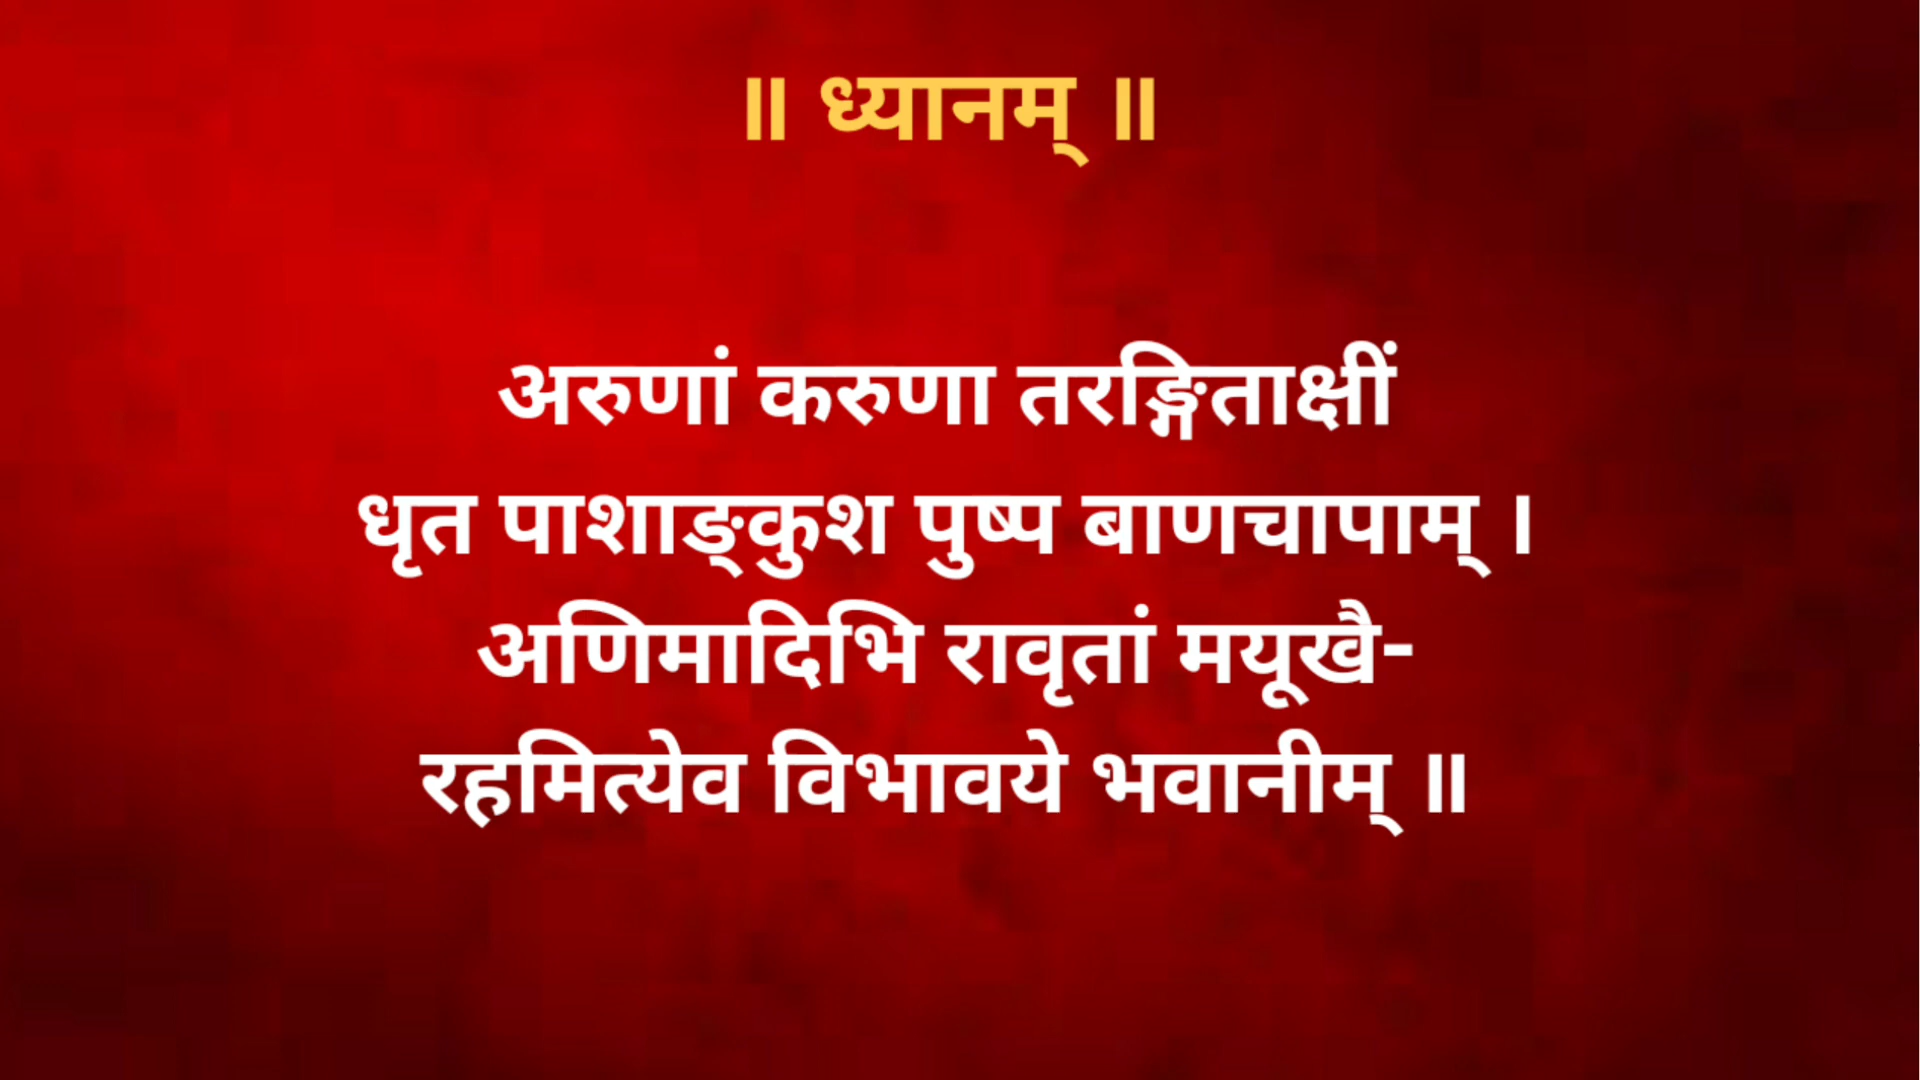 ॥ ध्यानम् ॥
अरुणां करुणा तरङ्गिताक्षीं
धृत पाशाङ्कुश पुष्प बाणचापाम् ।
अणिमादिभि रावृतां मयूखै-
रहमित्येव विभावये भवानीम् ॥